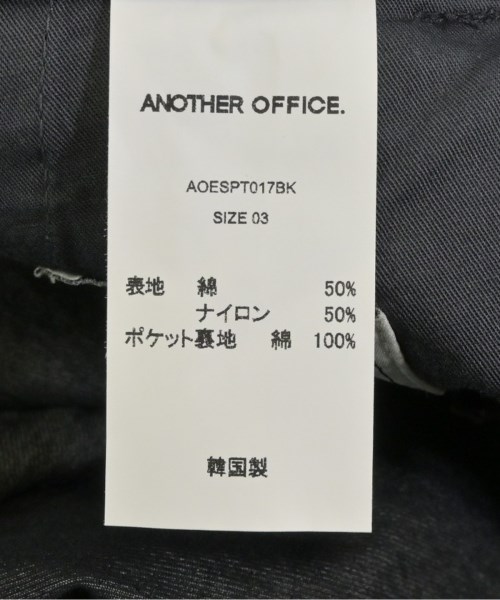 ANOTHER OFFICE.
AOESPT017BK
SIZE 03
表地 綿 50%
ナイロン 50%
ポケット裏地 綿 100%
韓国製